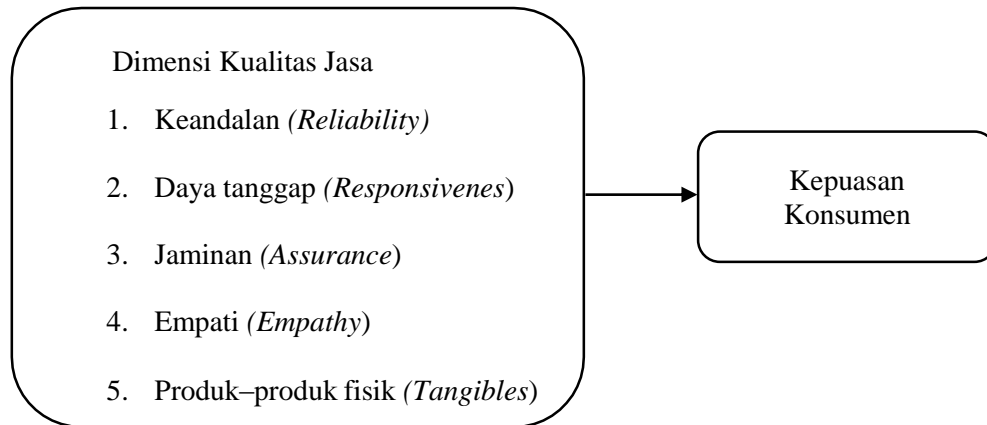 Dimensi Kualitas Jasa
1. Keandalan (Reliability)
2. Daya tanggap (Responsivenes)
3. Jaminan (Assurance)
4. Empati (Empathy)
5. Produk–produk fisik (Tangibles)
Kepuasan
Konsumen